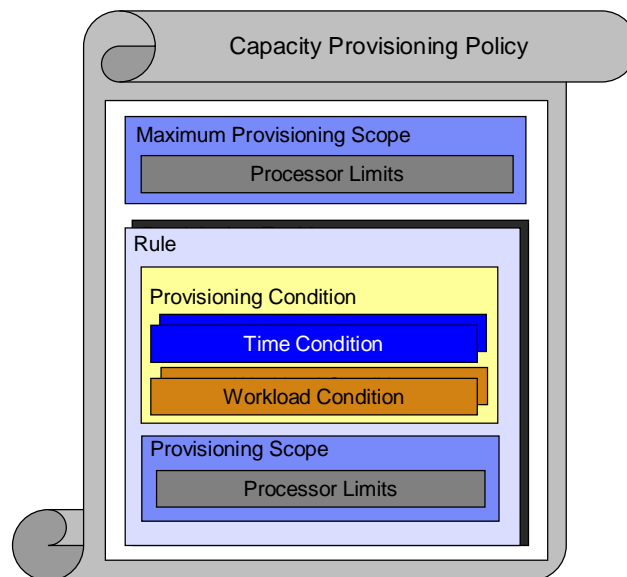 Capacity Provisioning Policy
Maximum Provisioning Scope
Processor Limits
Rule
Provisioning Condition
Time Condition
Workload Condition
Provisioning Scope
Processor Limits